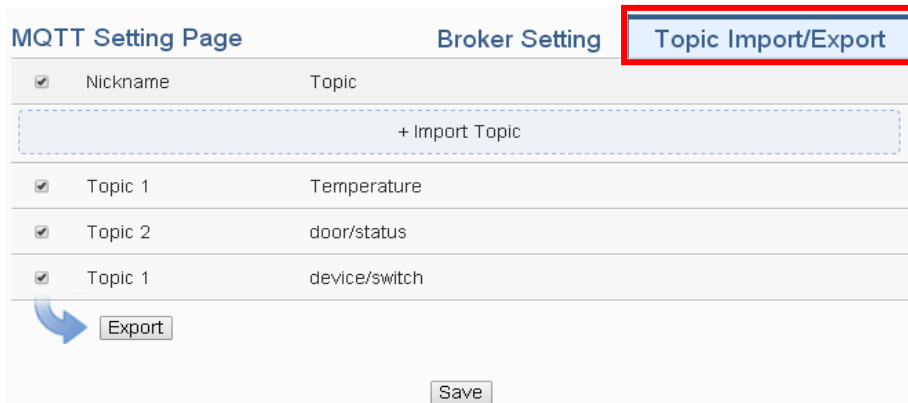 MQTT Setting Page Broker Setting Topic Import/Export
Nickname Topic
+ Import Topic
Topic 1 Temperature
Topic 2 door/status
Topic 1 device/switch
Export
Save